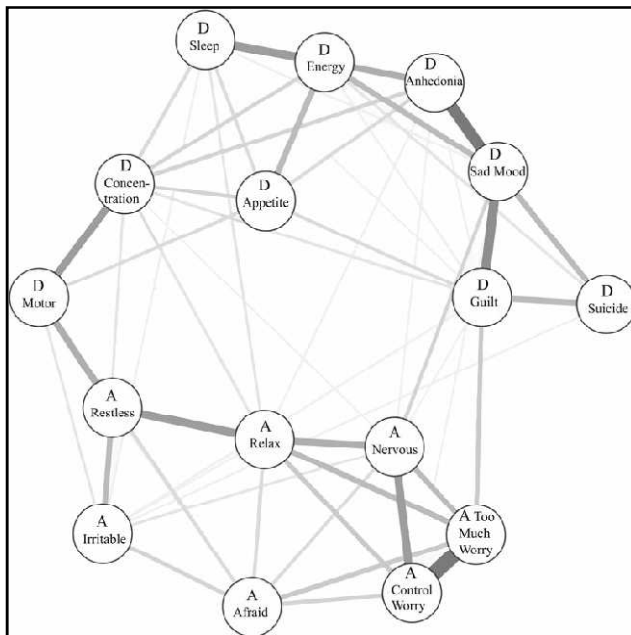 D
Sleep
D
Energy
D
Anhedonia
D
Sad Mood
D
Concen-
tration
D
Appetite
D
Motor
D
Guilt
D
Suicide
A
Restless
A
Relax
A
Nervous
A
Irritable
A Too
Much
Worry
A
Control
Worry
A
Afraid